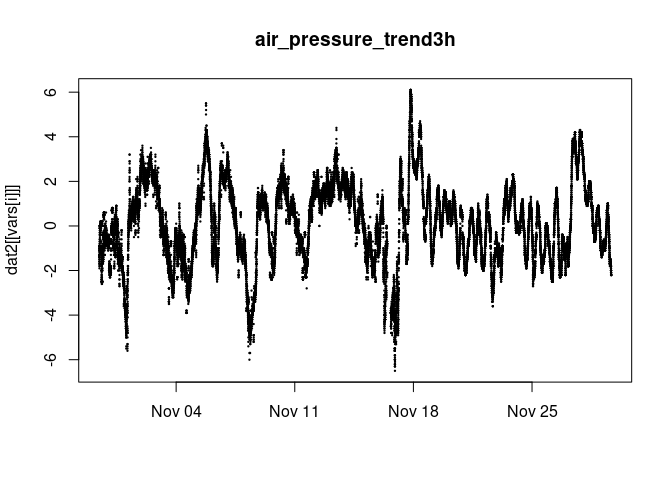 air_pressure_trend3h
dat2[[vars[i]]]
6
4
2
0
-2
-4
-6
Nov 04
Nov 11
Nov 18
Nov 25